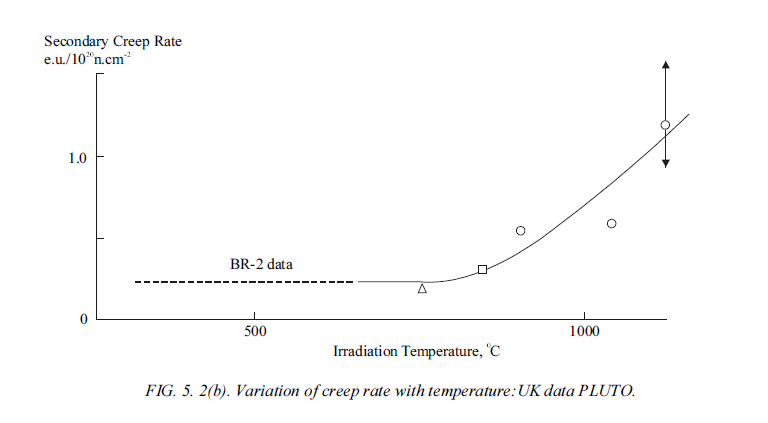 Secondary Creep Rate
e.u./10²⁰n.cm⁻²
1.0
BR-2 data
0
500
1000
Irradiation Temperature, °C
FIG. 5. 2(b). Variation of creep rate with temperature: UK data PLUTO.